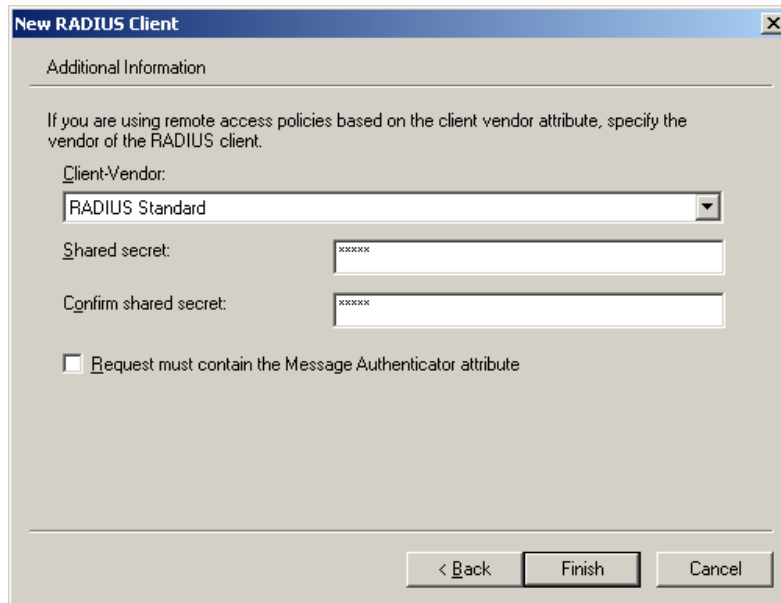 New RADIUS Client
Additional Information
If you are using remote access policies based on the client vendor attribute, specify the
vendor of the RADIUS client.
Client-Vendor:
RADIUS Standard
Shared secret:
*****
Confirm shared secret:
*****
Request must contain the Message Authenticator attribute
< Back
Finish
Cancel